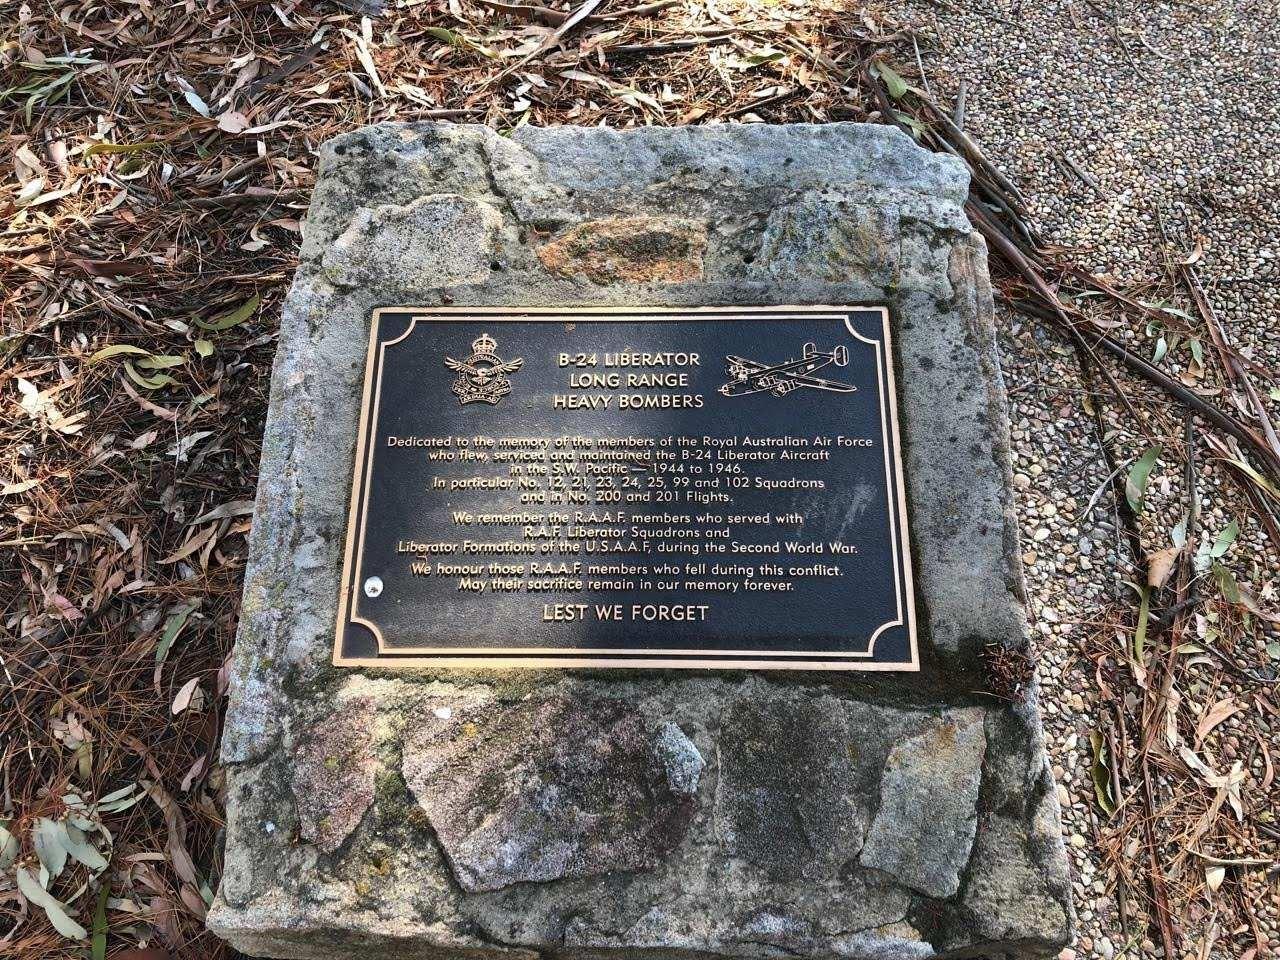 B-24 LIBERATOR
LONG RANGE
HEAVY BOMBERS
Dedicated to the memory of the members of the Royal Australian Air Force
who flew, serviced and maintained the B-24 Liberator Aircraft
in the S.W. Pacific — 1944 to 1946.
In particular No. 12, 21, 23, 24, 25, 99 and 102 Squadrons
and in No. 200 and 201 Flights.
We remember the R.A.A.F. members who served with
R.A.F. Liberator Squadrons and
Liberator Formations of the U.S.A.A.F, during the Second World War.
We honour those R.A.A.F. members who fell during this conflict.
May their sacrifice remain in our memory forever.
LEST WE FORGET